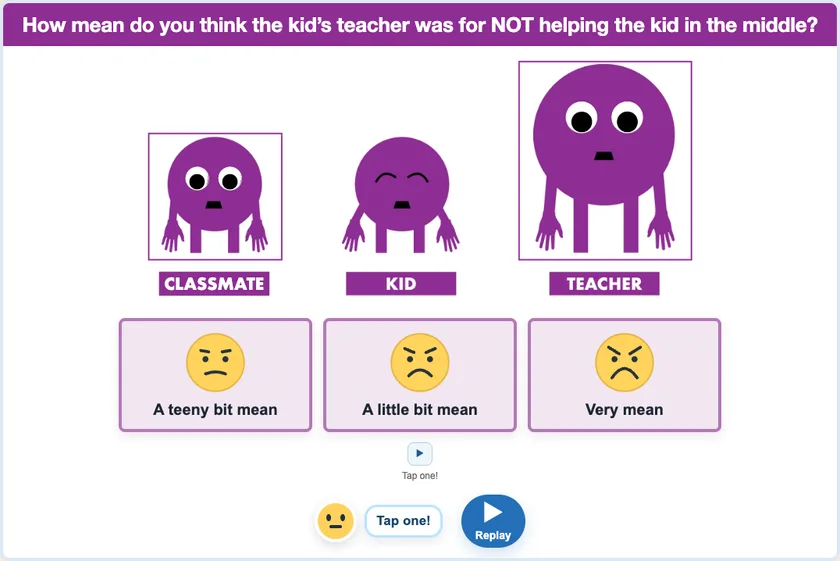 How mean do you think the kid’s teacher was for NOT helping the kid in the middle?
CLASSMATE
KID
TEACHER
A teeny bit mean
A little bit mean
Very mean
Tap one!
Tap one!
Replay